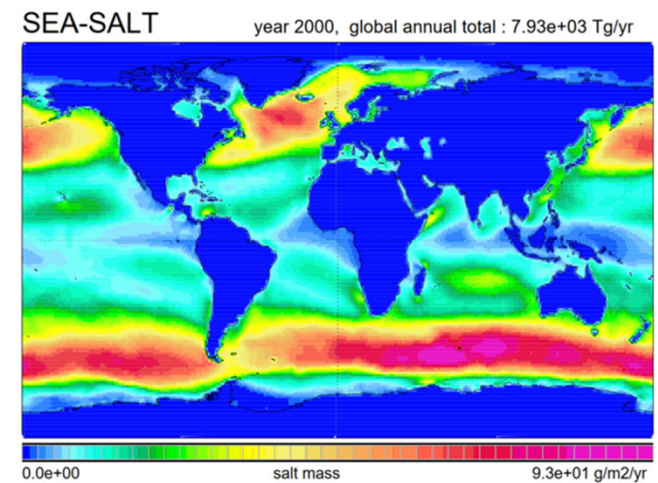 SEA-SALT year 2000, global annual total : 7.93e+03 Tg/yr
0.0e+00 salt mass 9.3e+01 g/m2/yr